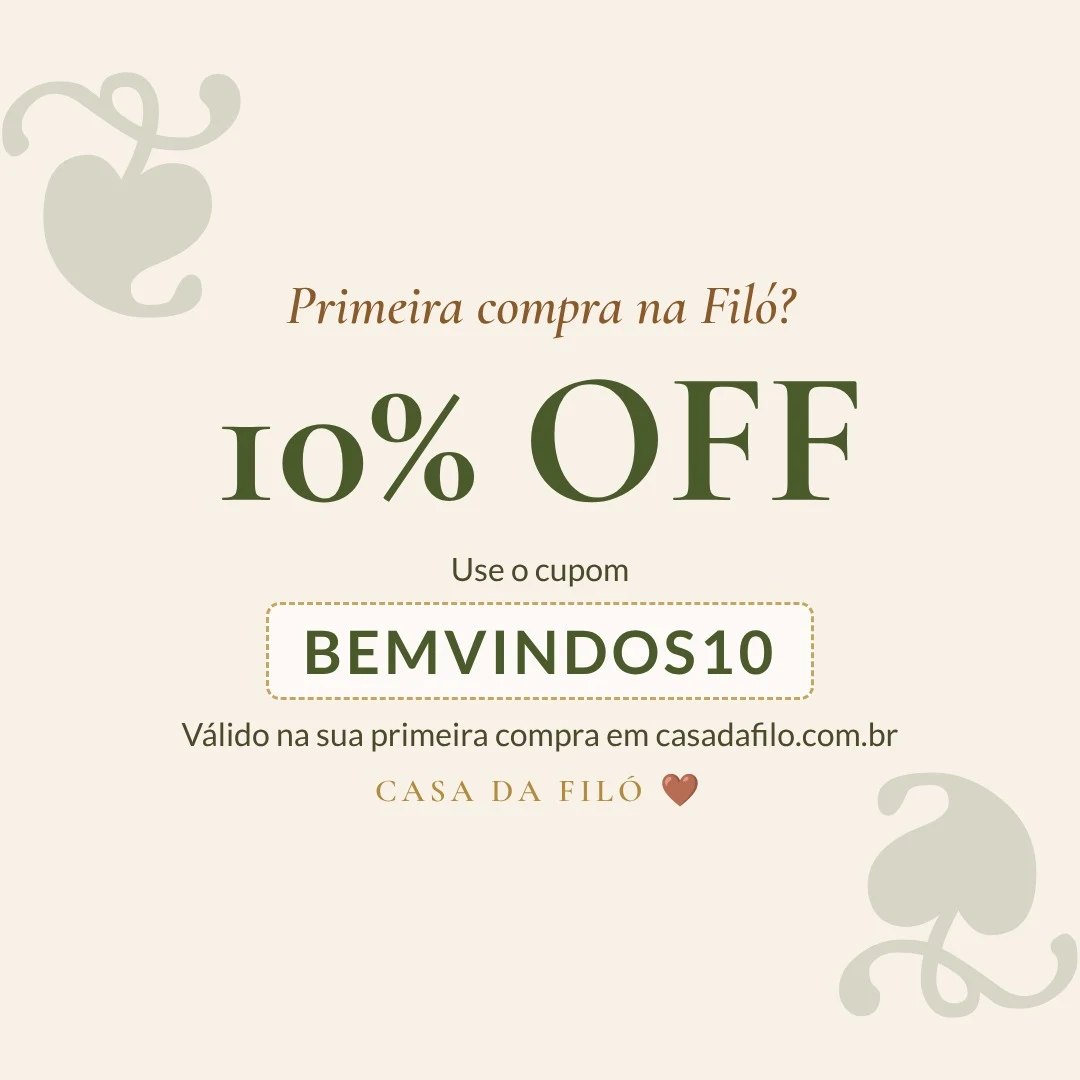 Primeira compra na Filó?
10% OFF
Use o cupom
BEMVINDOS10
Válido na sua primeira compra em casadafilo.com.br
CASA DA FILÓ 🤎